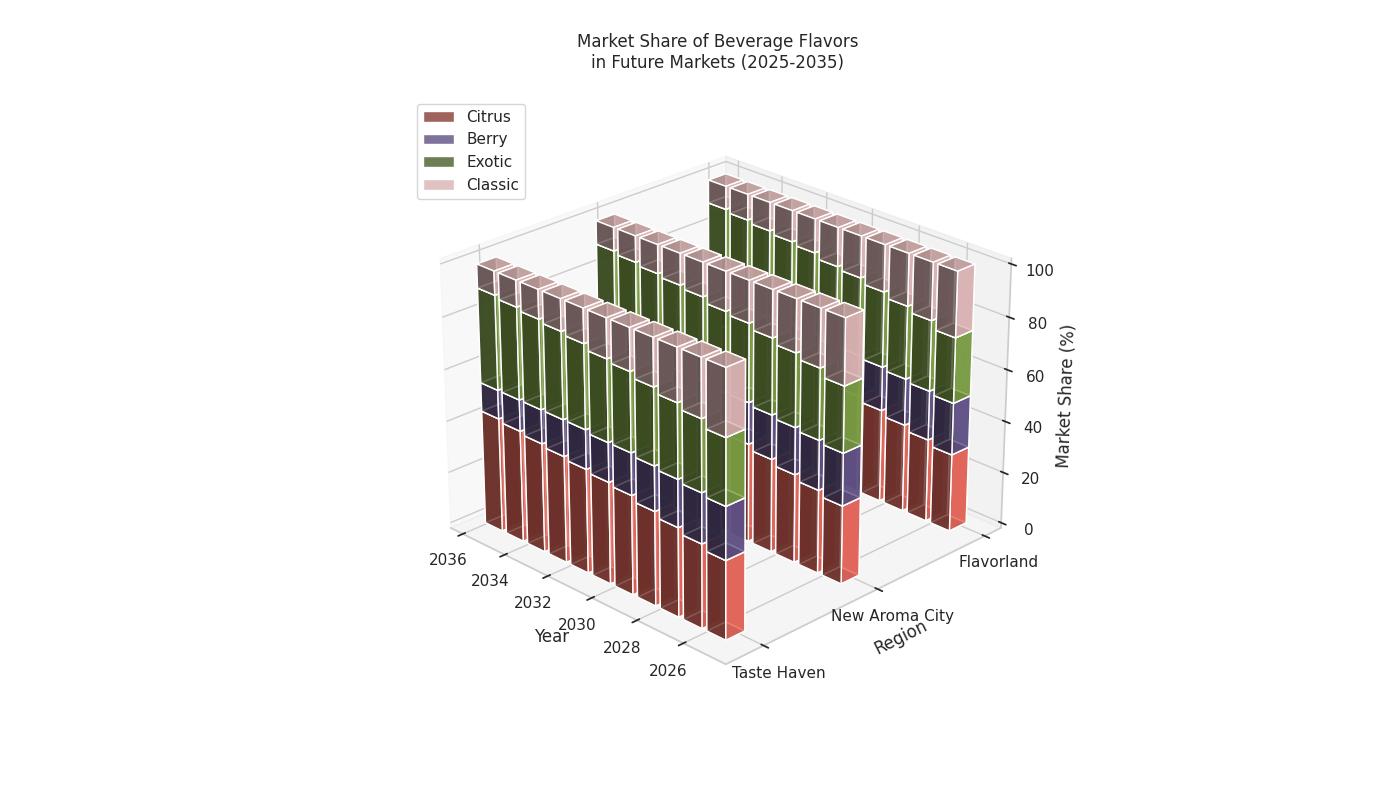 Market Share of Beverage Flavors
in Future Markets (2025-2035)
Citrus
Berry
Exotic
Classic
100
80
60
40
20
0
Market Share (%)
2036
2034
2032
2030
2028
2026
Year
Flavorland
New Aroma City
Taste Haven
Region